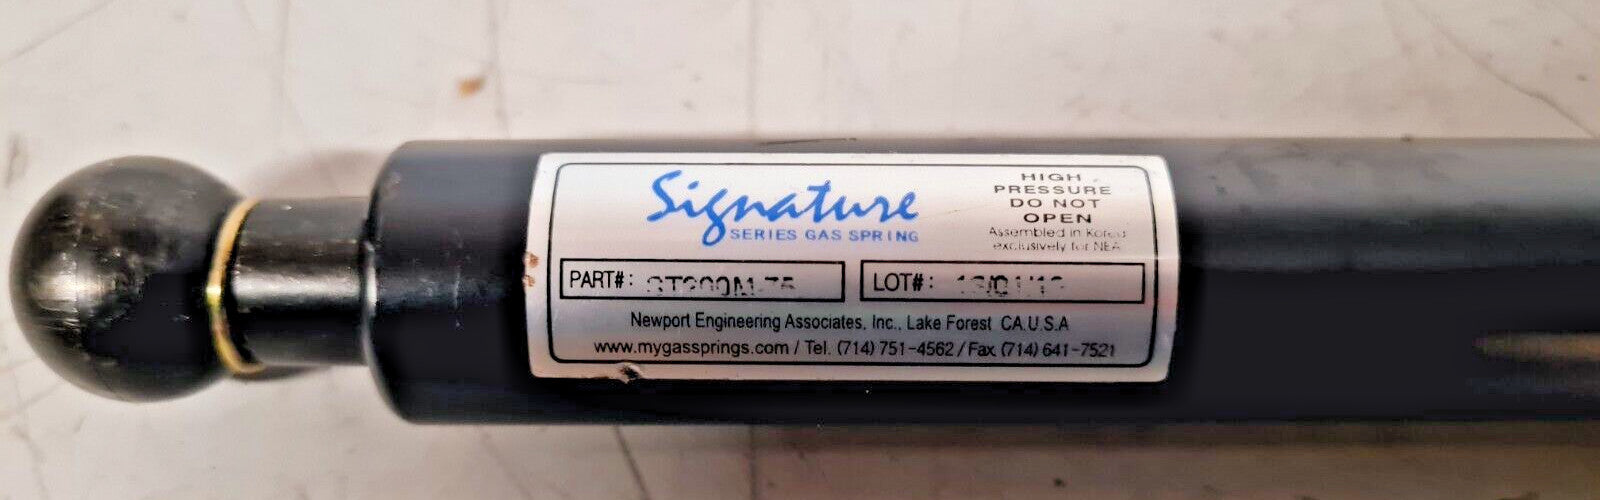 Signature
SERIES GAS SPRING
HIGH
PRESSURE
DO NOT
OPEN
Assembled in Korea
exclusively for NEA
PART#:
LOT#:
Newport Engineering Associates, Inc., Lake Forest CA.U.S.A
www.mygassprings.com / Tel. (714) 751-4562 / Fax. (714) 641-7521